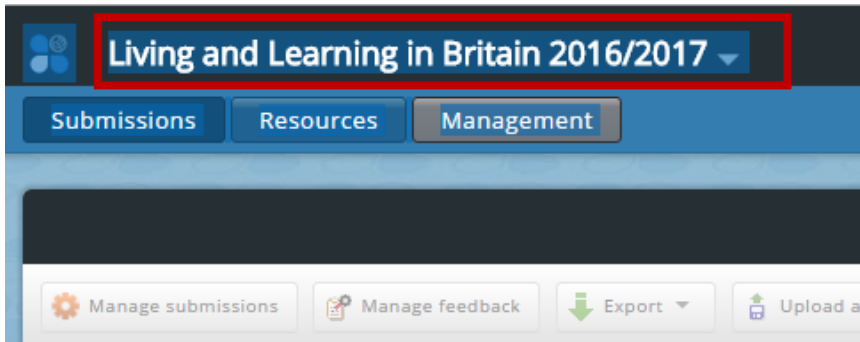 Living and Learning in Britain 2016/2017
Submissions Resources Management
Manage submissions Manage feedback Export Upload a